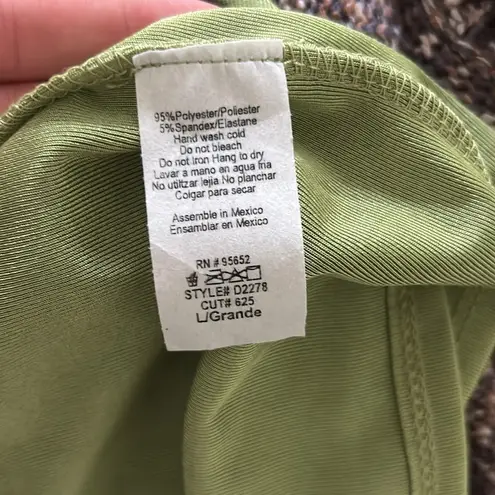 95%Polyester/Poliester
5%Spandex/Elastane
Hand wash cold
Do not bleach
Do not Iron Hang to dry
Lavar a mano en agua fria
No utilizar lejia No planchar
Colgar para secar
Assemble in Mexico
Ensamblar en Mexico
RN # 95652
STYLE# D2278
CUT# 625
L/Grande